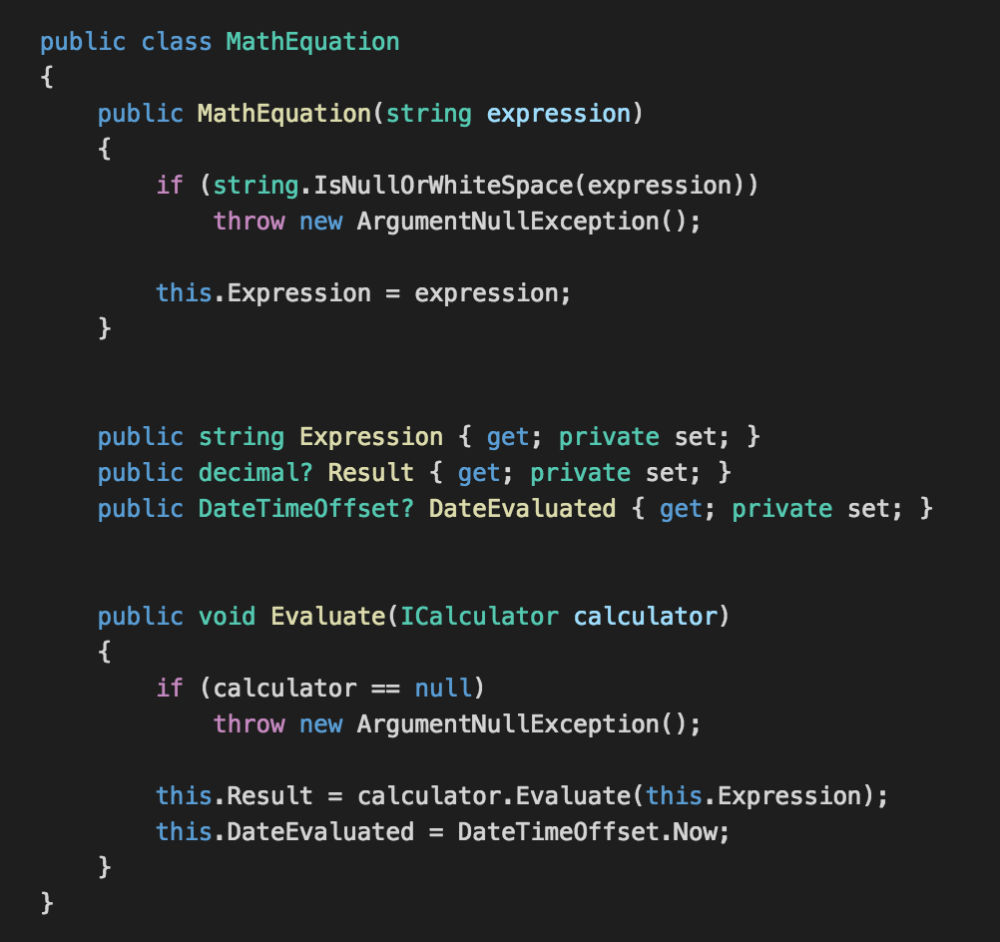 public class MathEquation
{
    public MathEquation(string expression)
    {
        if (string.IsNullOrWhiteSpace(expression))
            throw new ArgumentNullException();

        this.Expression = expression;
    }


    public string Expression { get; private set; }
    public decimal? Result { get; private set; }
    public DateTimeOffset? DateEvaluated { get; private set; }


    public void Evaluate(ICalculator calculator)
    {
        if (calculator == null)
            throw new ArgumentNullException();

        this.Result = calculator.Evaluate(this.Expression);
        this.DateEvaluated = DateTimeOffset.Now;
    }
}